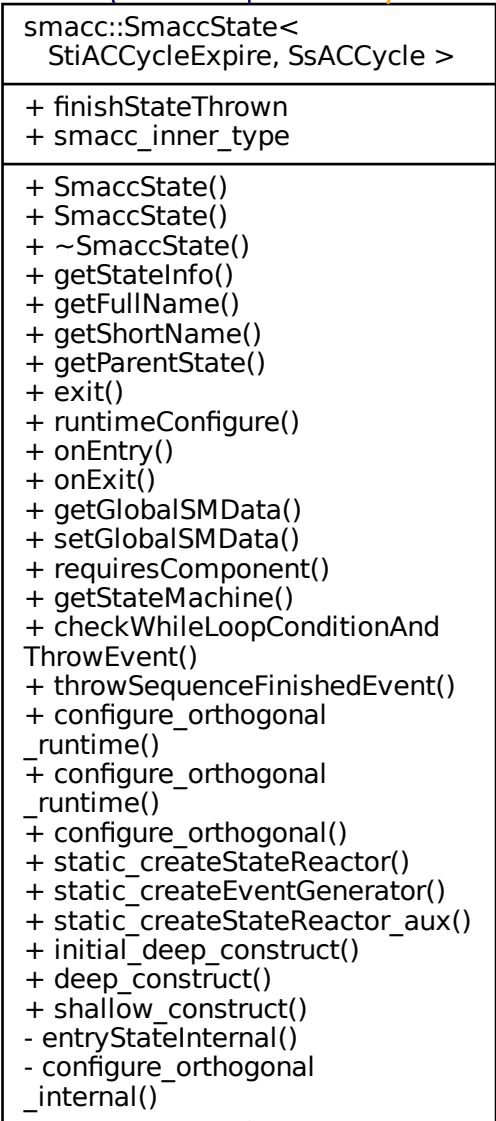 smacc::SmaccState<
StiACCycleExpire, SsACCycle >
+ finishStateThrown
+ smacc_inner_type
+ SmaccState()
+ SmaccState()
+ ~SmaccState()
+ getStateInfo()
+ getFullName()
+ getShortName()
+ getParentState()
+ exit()
+ runtimeConfigure()
+ onEntry()
+ onExit()
+ getGlobalSMData()
+ setGlobalSMData()
+ requiresComponent()
+ getStateMachine()
+ checkWhileLoopConditionAnd
ThrowEvent()
+ throwSequenceFinishedEvent()
+ configure_orthogonal
_runtime()
+ configure_orthogonal
_runtime()
+ configure_orthogonal()
+ static_createStateReactor()
+ static_createEventGenerator()
+ static_createStateReactor_aux()
+ initial_deep_construct()
+ deep_construct()
+ shallow_construct()
- entryStateInternal()
- configure_orthogonal
_internal()